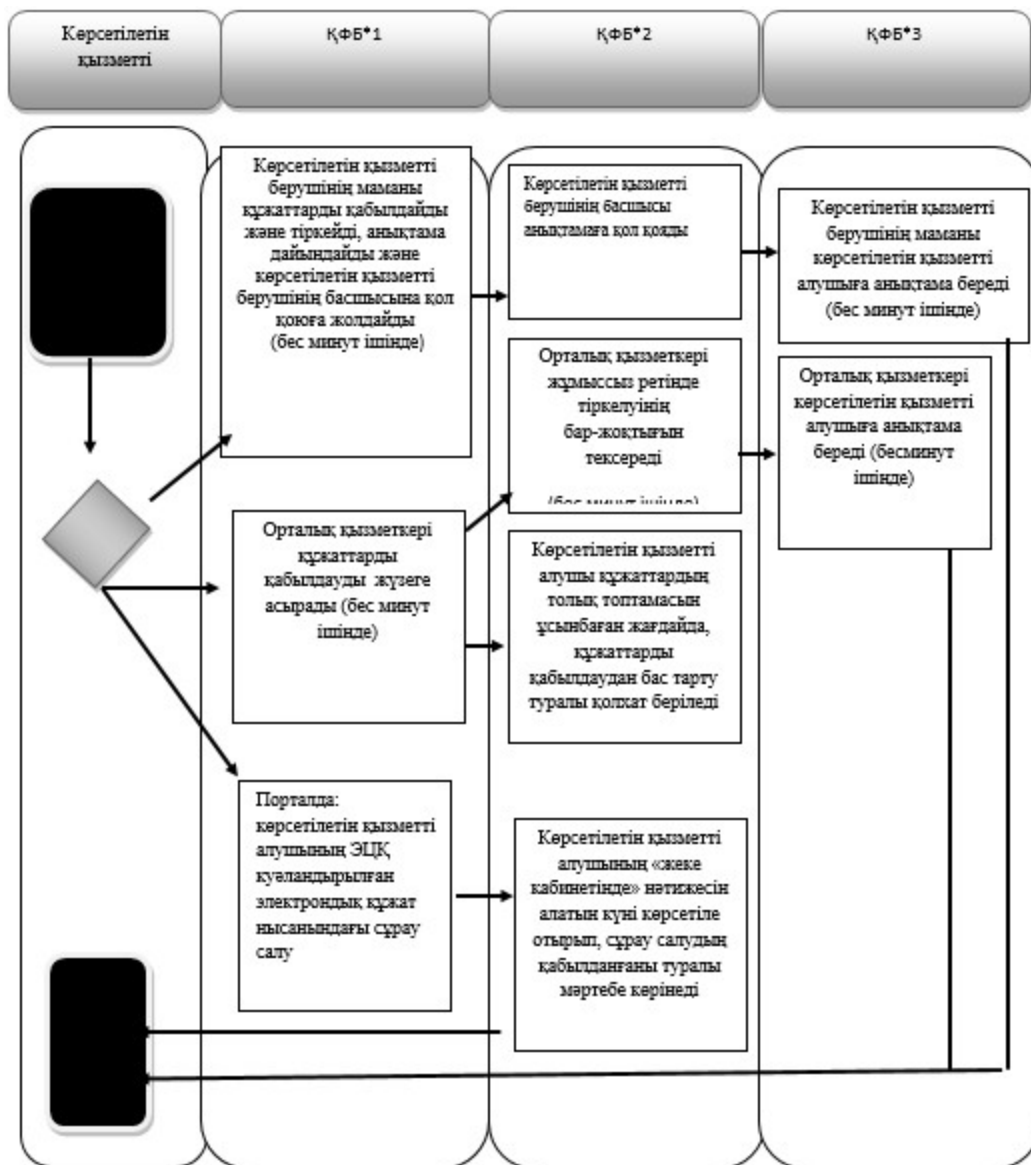 Көрсетілетін
қызметті
ҚФБ*1
ҚФБ*2
ҚФБ*3
Көрсетілетін қызметті
берушінің маманы
құжаттарды қабылдайды
және тіркейді, анықтама
дайындайды және
көрсетілетін қызметті
берушінің басшысына қол
қоюға жолдайды
(бес минут ішінде)
Көрсетілетін қызметті
берушінің басшысы
анықтамаға қол қояды
Көрсетілетін қызметті
берушінің маманы
көрсетілетін қызметті
алушыға анықтама береді
(бес минут ішінде)
Орталық қызметкері
жұмыссыз ретінде
тіркелуінің
бар-жоқтығын
тексереді
(бес минут ішінде)
Орталық қызметкері
көрсетілетін қызметті
алушыға анықтама
береді (бесминут
ішінде)
Орталық қызметкері
құжаттарды
қабылдауды жүзеге
асырады (бес минут
ішінде)
Көрсетілетін қызметті
алушы құжаттардың
толық топтамасын
ұсынбаған жағдайда,
құжаттарды
қабылдаудан бас тарту
туралы қолхат беріледі
Порталда:
көрсетілетін қызметті
алушының ЭЦҚ
куәландырылған
электрондық құжат
нысанындағы сұрау
салу
Көрсетілетін қызметті
алушының «жеке
кабинетінде» нәтижесін
алатын күні көрсетіле
отырып, сұрау салудың
қабылданғаны туралы
мәртебе көрінеді